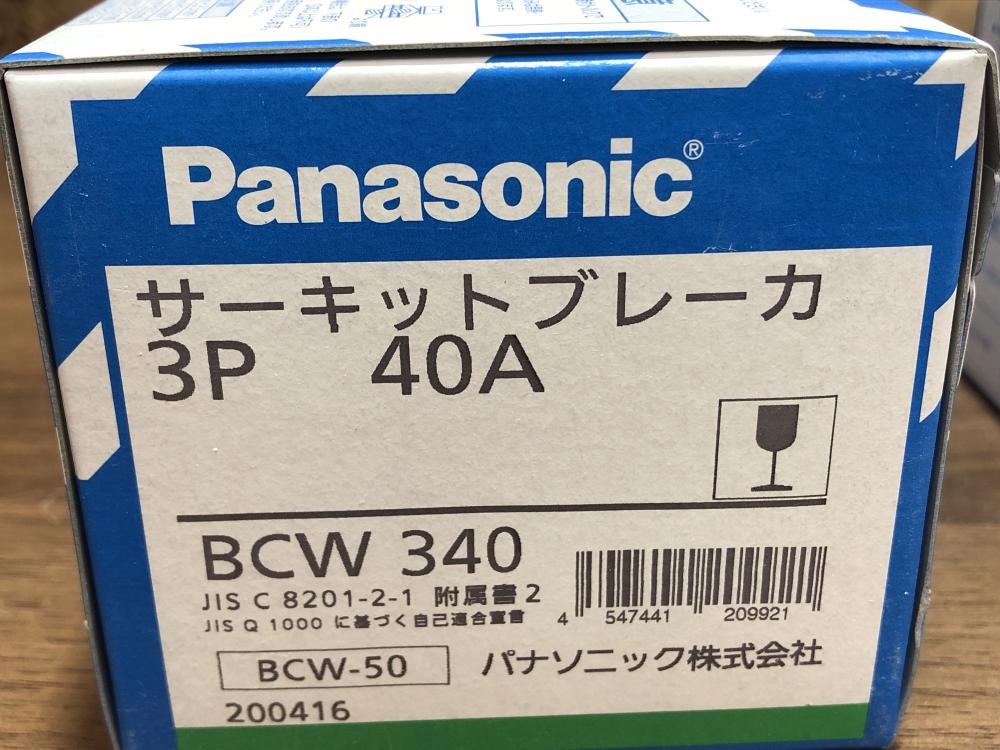 Panasonic®
サーキットブレーカ
3P 40A
BCW 340
JIS C 8201-2-1 附属書2
JIS Q 1000 に基づく自己適合宣言
4 547441 209921
BCW-50
パナソニック株式会社
200416